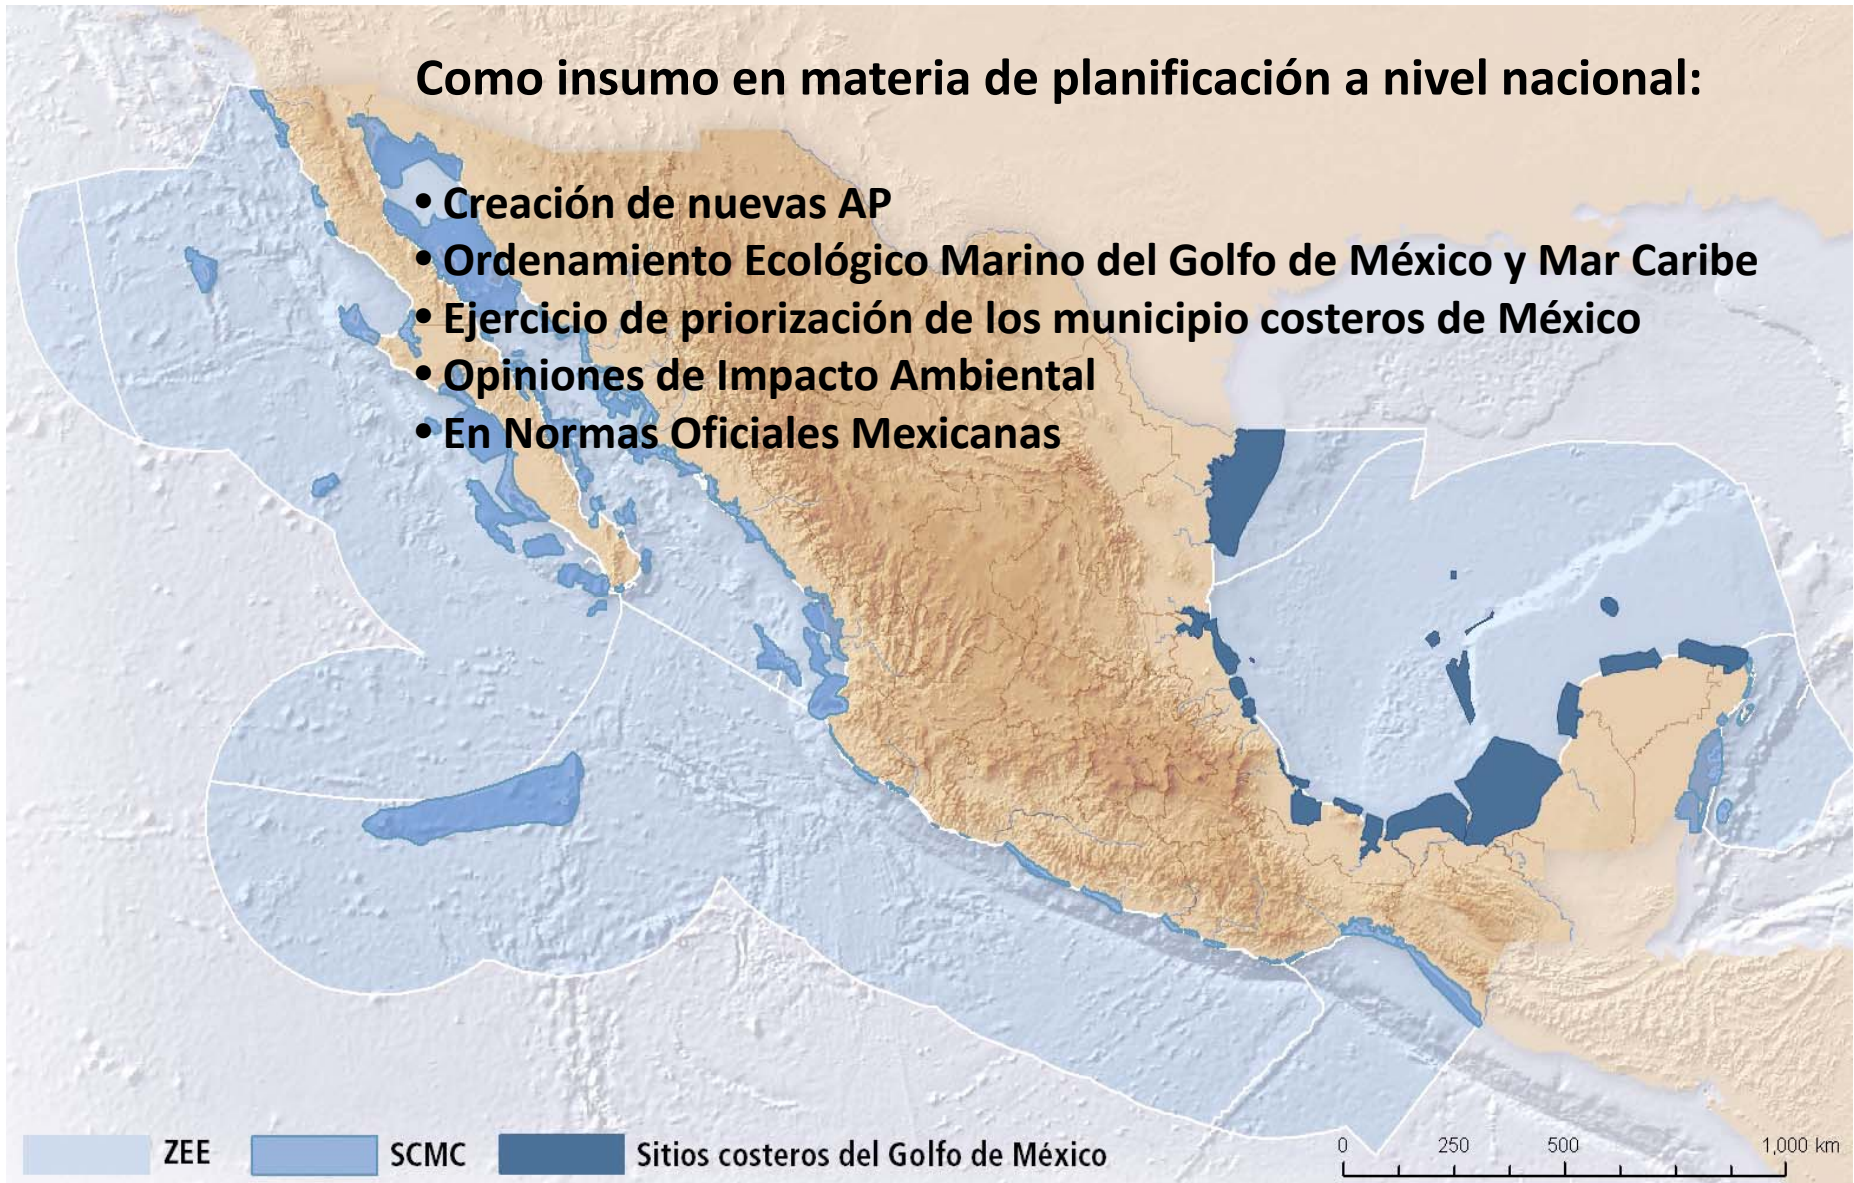 Como insumo en materia de planificación a nivel nacional:
• Creación de nuevas AP
• Ordenamiento Ecológico Marino del Golfo de México y Mar Caribe
• Ejercicio de priorización de los municipio costeros de México
• Opiniones de Impacto Ambiental
• En Normas Oficiales Mexicanas
ZEE SCMC Sitios costeros del Golfo de México
0 250 500 1,000 km